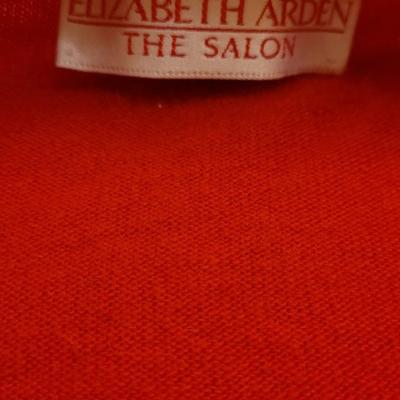 ELIZABETH ARDEN
THE SALON